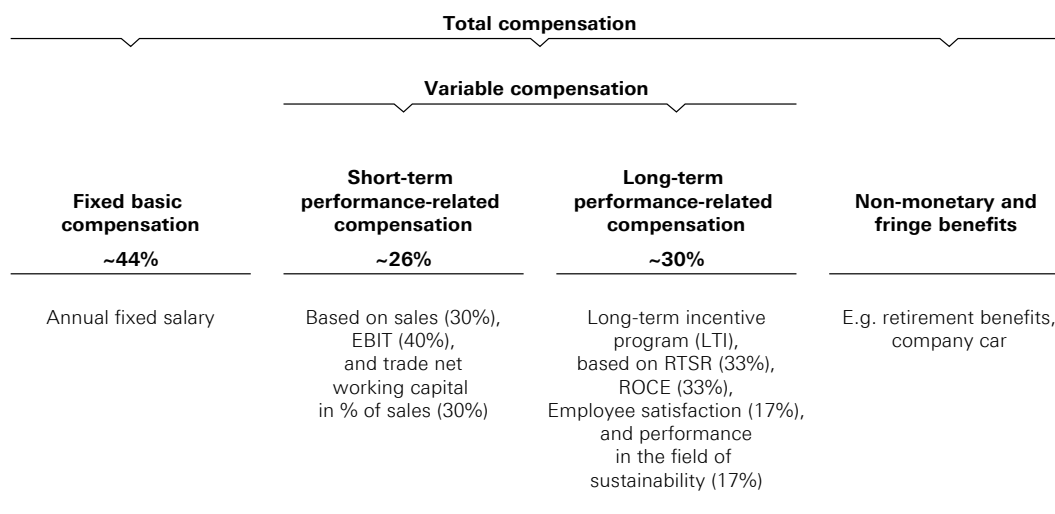 Total compensation
Variable compensation
Fixed basic
compensation
~44%
Annual fixed salary
Short-term
performance-related
compensation
~26%
Based on sales (30%),
EBIT (40%),
and trade net
working capital
in % of sales (30%)
Long-term
performance-related
compensation
~30%
Long-term incentive
program (LTI),
based on RTSR (33%),
ROCE (33%),
Employee satisfaction (17%),
and performance
in the field of
sustainability (17%)
Non-monetary and
fringe benefits
E.g. retirement benefits,
company car